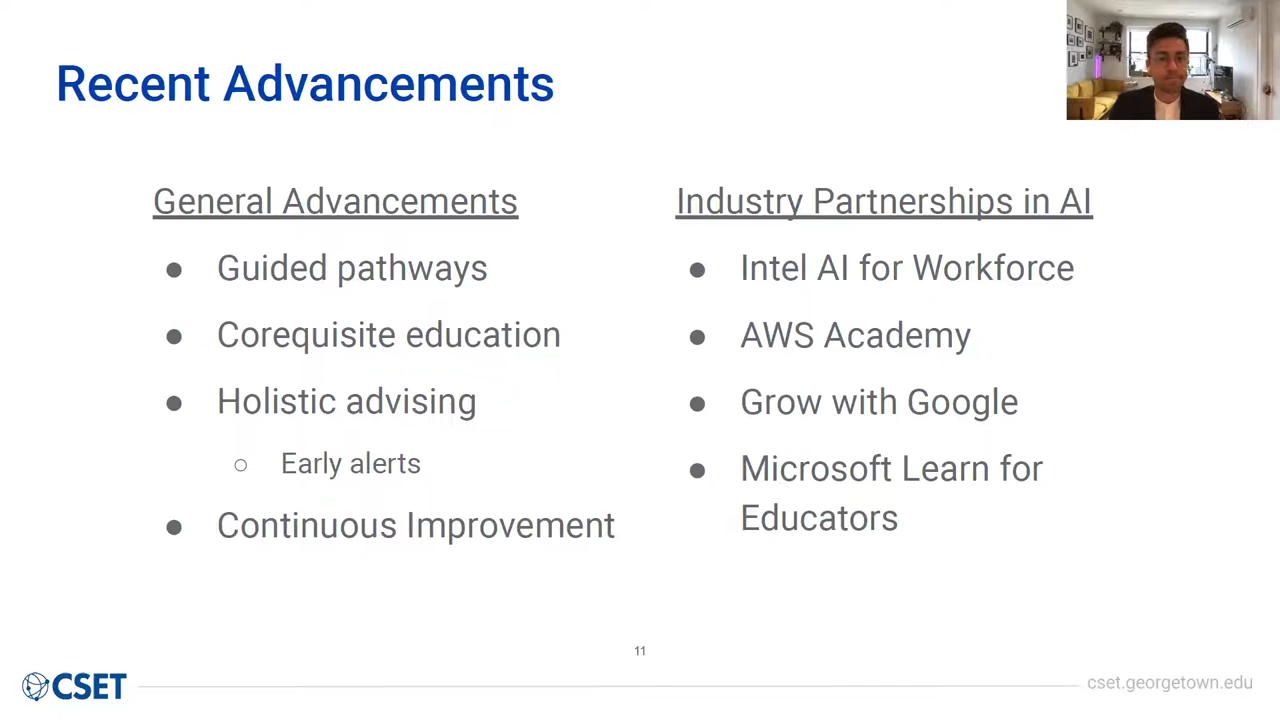 Recent Advancements
General Advancements
● Guided pathways
● Corequisite education
● Holistic advising
○ Early alerts
● Continuous Improvement
Industry Partnerships in AI
● Intel AI for Workforce
● AWS Academy
● Grow with Google
● Microsoft Learn for
Educators
11
CSET
cset.georgetown.edu